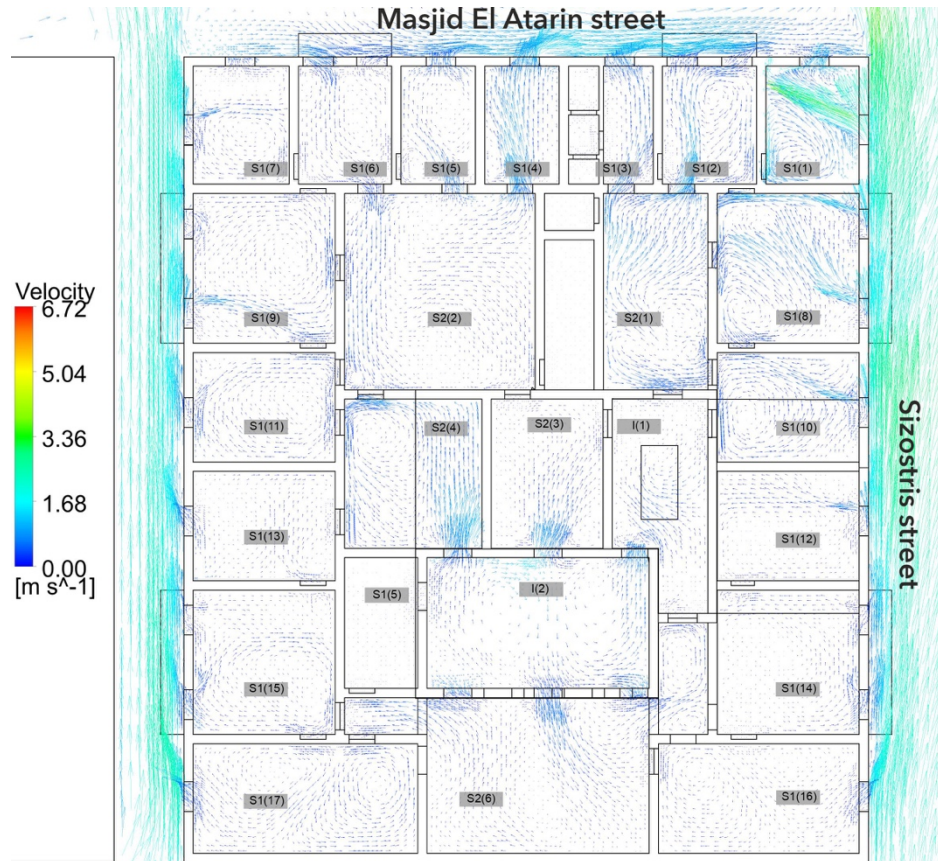 Masjid El Atarin street
S1(7)
S1(6)
S1(5)
S1(4)
S1(3)
S1(2)
S1(1)
Velocity
6.72
5.04
3.36
1.68
0.00
[m s^-1]
S1(9)
S2(2)
S2(1)
S1(8)
S1(11)
S2(4)
S2(3)
I(1)
S1(10)
Sizostris street
S1(13)
S1(12)
S1(5)
I(2)
S1(15)
S1(14)
S1(17)
S2(6)
S1(16)